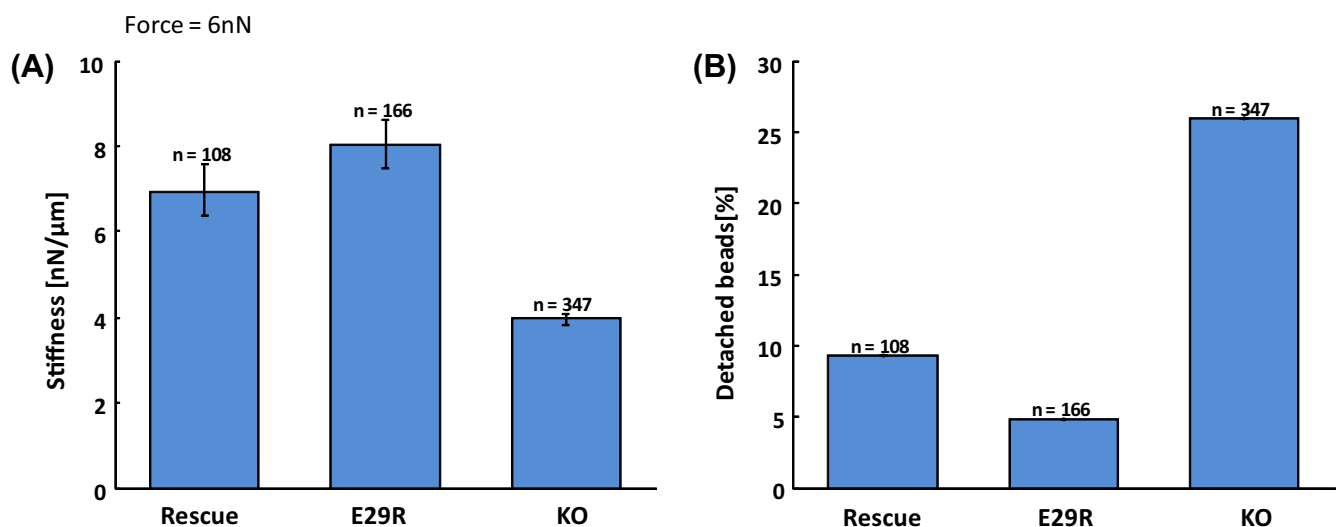 Force = 6nN
(A)
10
8
6
4
2
0
Stiffness [nN/μm]
n = 108
n = 166
n = 347
Rescue
E29R
KO
(B)
30
25
20
15
10
5
0
Detached beads[%]
n = 108
n = 166
n = 347
Rescue
E29R
KO